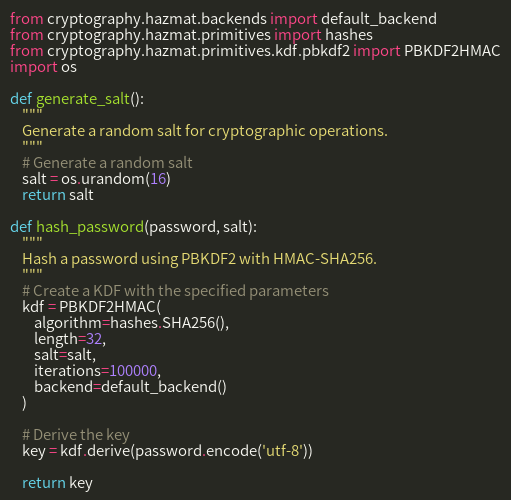 from cryptography.hazmat.backends import default_backend
from cryptography.hazmat.primitives import hashes
from cryptography.hazmat.primitives.kdf.pbkdf2 import PBKDF2HMAC
import os

def generate_salt():
    """
    Generate a random salt for cryptographic operations.
    """
    # Generate a random salt
    salt = os.urandom(16)
    return salt

def hash_password(password, salt):
    """
    Hash a password using PBKDF2 with HMAC-SHA256.
    """
    # Create a KDF with the specified parameters
    kdf = PBKDF2HMAC(
        algorithm=hashes.SHA256(),
        length=32,
        salt=salt,
        iterations=100000,
        backend=default_backend()
    )

    # Derive the key
    key = kdf.derive(password.encode('utf-8'))

    return key